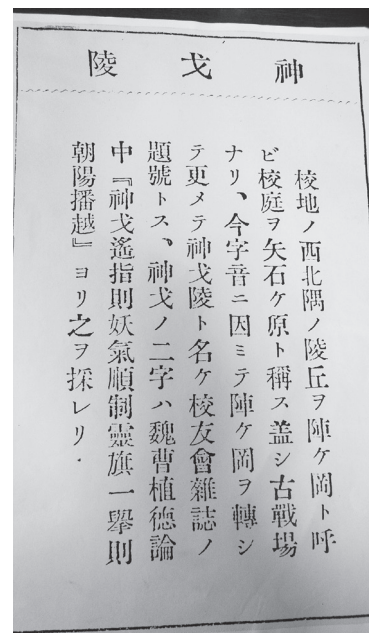 神戈陵
校地ノ西北隅ノ陵丘ヲ陣ケ岡ト呼
ビ校庭ヲ矢石ケ原ト稱ス蓋シ古戰場
ナリ、今字音ニ因ミテ陣ケ岡ヲ轉シ
テ更メテ神戈陵ト名ケ校友會雜誌ノ
題號トス、神戈ノ二字ハ魏曹植德論
中『神戈遙指則妖氣順制靈旗一擧則
朝陽播越』ヨリ之ヲ採レリ.